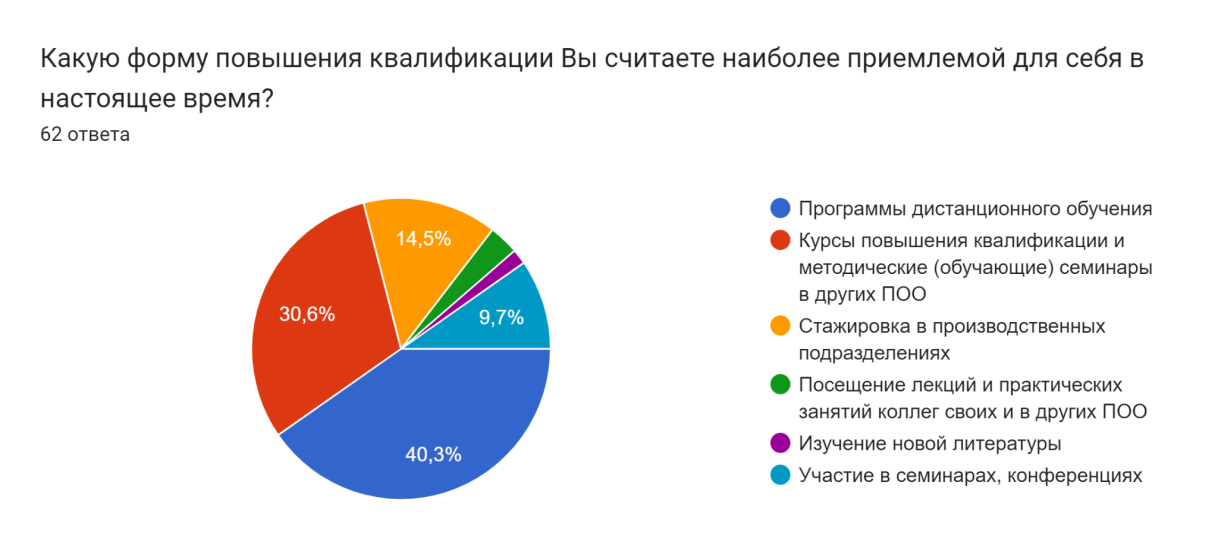 Какую форму повышения квалификации Вы считаете наиболее приемлемой для себя в
настоящее время?
62 ответа
14,5%
30,6%
9,7%
40,3%
Программы дистанционного обучения
Курсы повышения квалификации и
методические (обучающие) семинары
в других ПОО
Стажировка в производственных
подразделениях
Посещение лекций и практических
занятий коллег своих и в других ПОО
Изучение новой литературы
Участие в семинарах, конференциях